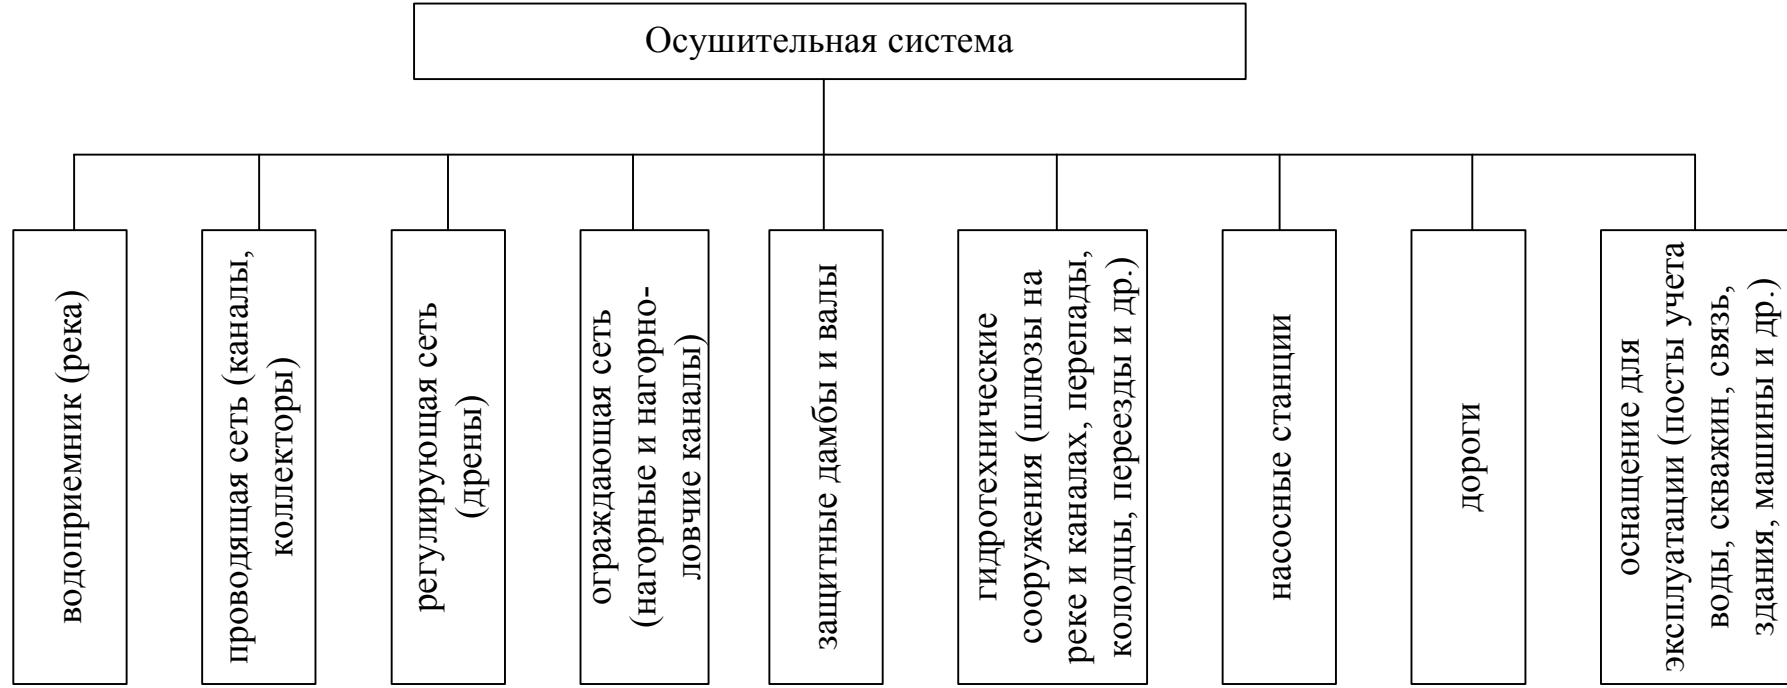 Осушительная система
водоприемник (река)
проводящая сеть (каналы,
коллекторы)
регулирующая сеть
(дрены)
ограждающая сеть
(нагорные и нагорно-
ловчие каналы)
защитные дамбы и валы
гидротехнические
сооружения (шлюзы на
реке и каналах, перепады,
колодцы, переезды и др.)
насосные станции
дороги
оснащение для
эксплуатации (посты учета
воды, скважин, связь,
здания, машины и др.)